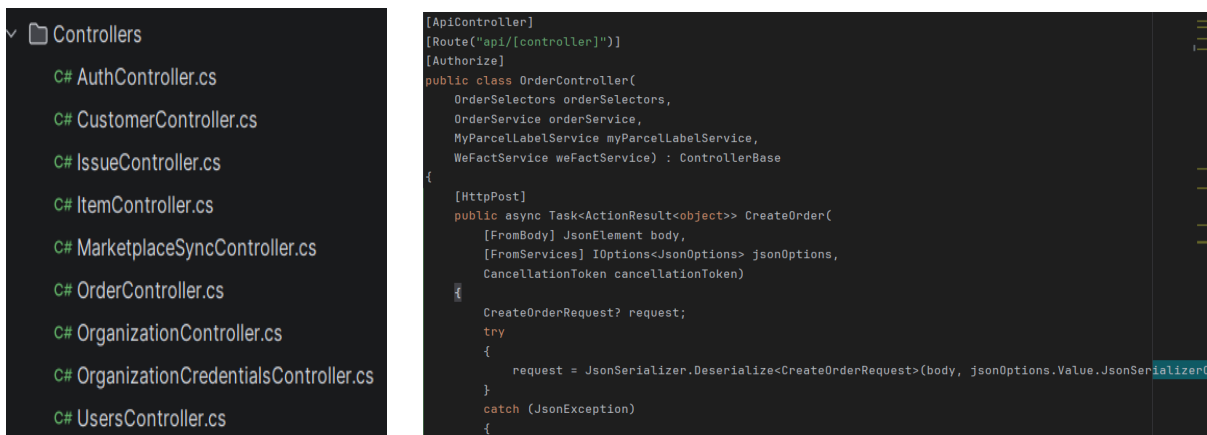 Controllers
C# AuthController.cs
C# CustomerController.cs
C# IssueController.cs
C# ItemController.cs
C# MarketplaceSyncController.cs
C# OrderController.cs
C# OrganizationController.cs
C# OrganizationCredentialsController.cs
C# UsersController.cs
[ApiController]
[Route("api/[controller]")]
[Authorize]
public class OrderController(
    OrderSelectors orderSelectors,
    OrderService orderService,
    MyParcelLabelService myParcelLabelService,
    WeFactService weFactService) : ControllerBase
{
    [HttpPost]
    public async Task<ActionResult<object>> CreateOrder(
        [FromBody] JsonElement body,
        [FromServices] IOptions<JsonOptions> jsonOptions,
        CancellationToken cancellationToken)
    {
        CreateOrderRequest? request;
        try
        {
            request = JsonSerializer.Deserialize<CreateOrderRequest>(body, jsonOptions.Value.JsonSerializer
        }
        catch (JsonException)
        {